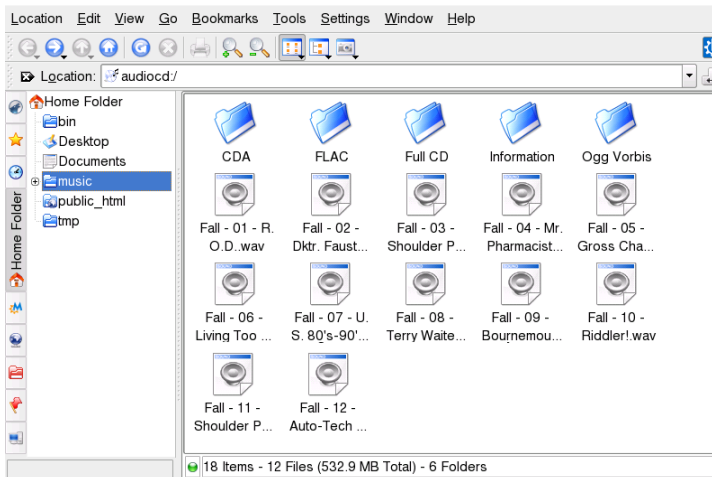 Location Edit View Go Bookmarks Tools Settings Window Help
Location: audiocd:/
Home Folder
Home Folder
bin
Desktop
Documents
music
public_html
tmp
CDA FLAC Full CD Information Ogg Vorbis
Fall - 01 - R. Fall - 02 - Fall - 03 - Fall - 04 - Mr. Fall - 05 -
O.D..wav Dktr. Faust... Shoulder P... Pharmacist... Gross Cha...
Fall - 06 - Fall - 07 - U. Fall - 08 - Fall - 09 - Fall - 10 -
Living Too ... S. 80's-90'... Terry Waite... Bournemou... Riddler!.wav
Fall - 11 - Fall - 12 -
Shoulder P... Auto-Tech ...
18 Items - 12 Files (532.9 MB Total) - 6 Folders